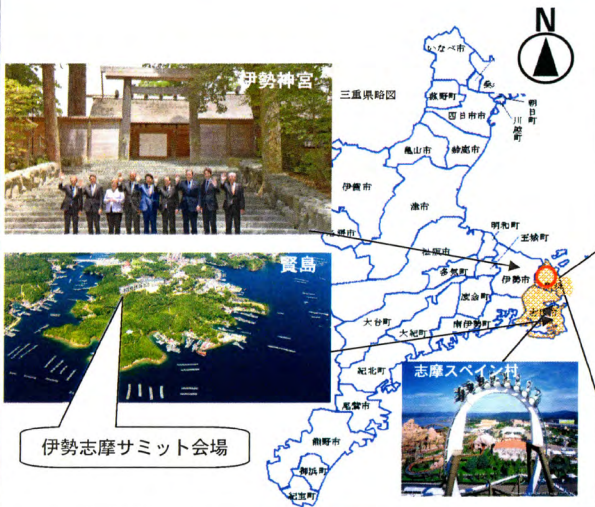 N
伊勢神宮
三重県略図
いなべ市
菰野町
朝日町
川越町
四日市市
亀山市
鈴鹿市
伊賀市
津市
名張市
明和町
玉城町
松阪市
多気町
伊勢市
度会町
大台町
大紀町
南伊勢町
賢島
紀北町
志摩スペイン村
尾鷲市
伊勢志摩サミット会場
熊野市
御浜町
紀宝町